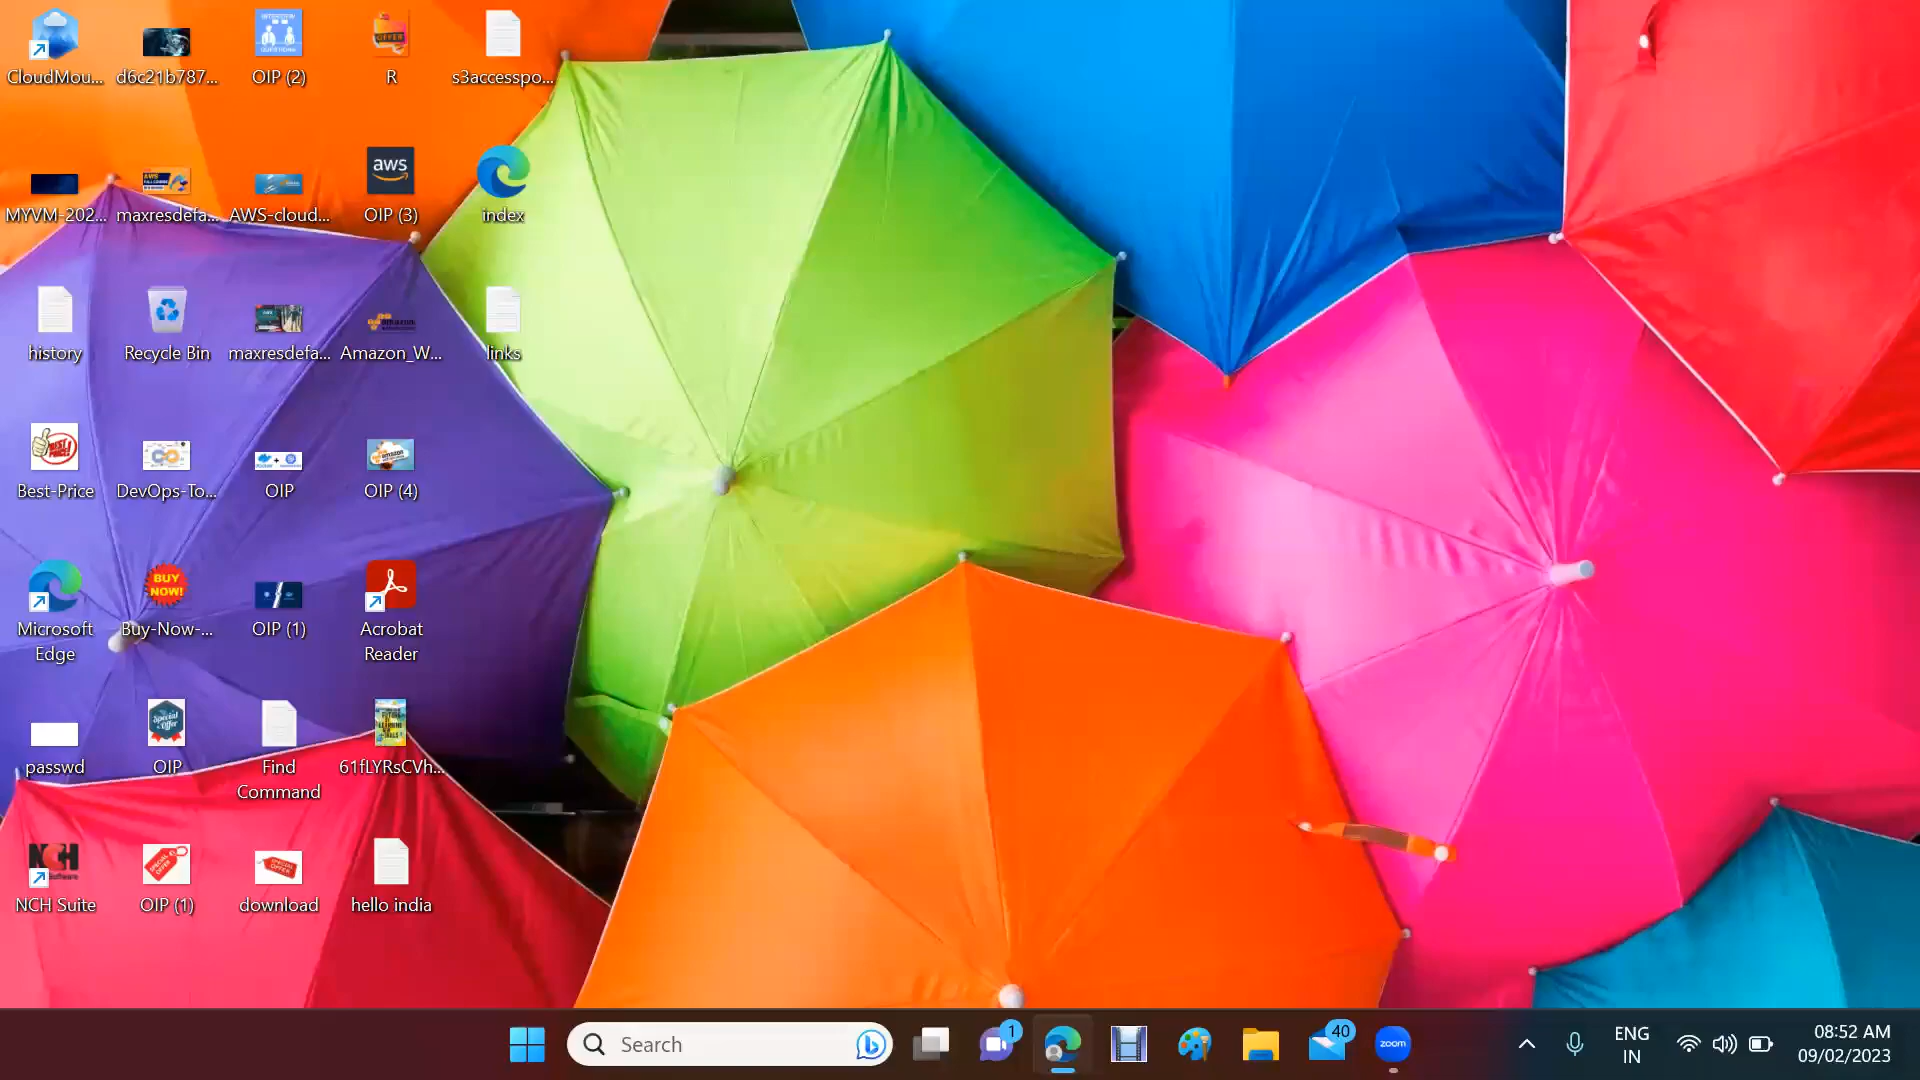 CloudMou...
d6c21b787...
OIP (2)
R
s3accesspo...
MYVM-202...
maxresdefa...
AWS-cloud...
aws
OIP (3)
index
history
Recycle Bin
maxresdefa...
Amazon_W...
links
Best-Price
DevOps-To...
OIP
OIP (4)
BUY
NOW!
Microsoft
Edge
Buy-Now-...
OIP (1)
Acrobat
Reader
passwd
OIP
Find
Command
61fLYRsCVh...
NCH
NCH Suite
OIP (1)
download
hello india
Search
1
40
zoom
ENG
IN
08:52 AM
09/02/2023